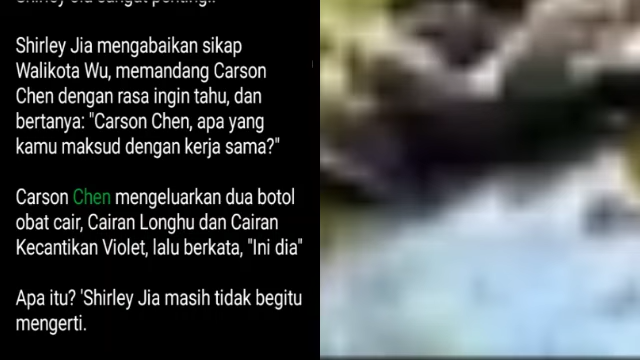 Shirley Jia mengabaikan sikap
Walikota Wu, memandang Carson
Chen dengan rasa ingin tahu, dan
bertanya: "Carson Chen, apa yang
kamu maksud dengan kerja sama?"
Carson Chen mengeluarkan dua botol
obat cair, Cairan Longhu dan Cairan
Kecantikan Violet, lalu berkata, "Ini dia"
Apa itu? 'Shirley Jia masih tidak begitu
mengerti.